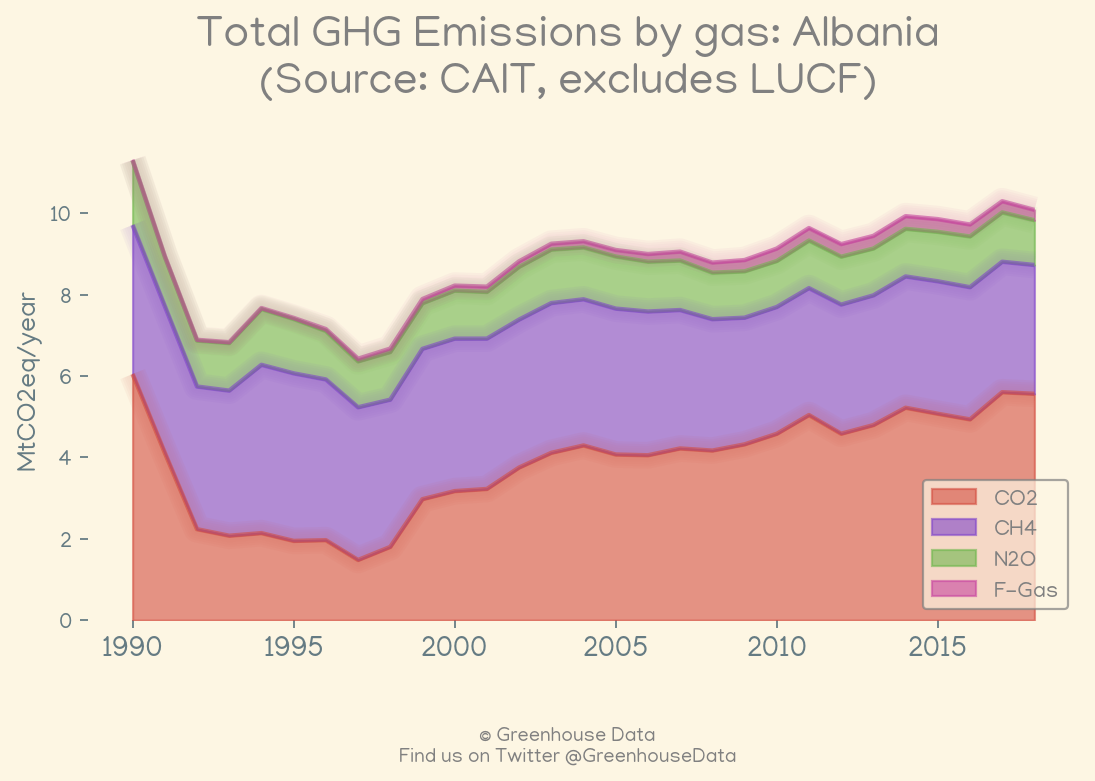 Total GHG Emissions by gas: Albania
(Source: CAIT, excludes LUCF)
MtCO2eq/year
10
8
6
4
2
0
1990 1995 2000 2005 2010 2015
CO2
CH4
N2O
F-Gas
© Greenhouse Data
Find us on Twitter @GreenhouseData